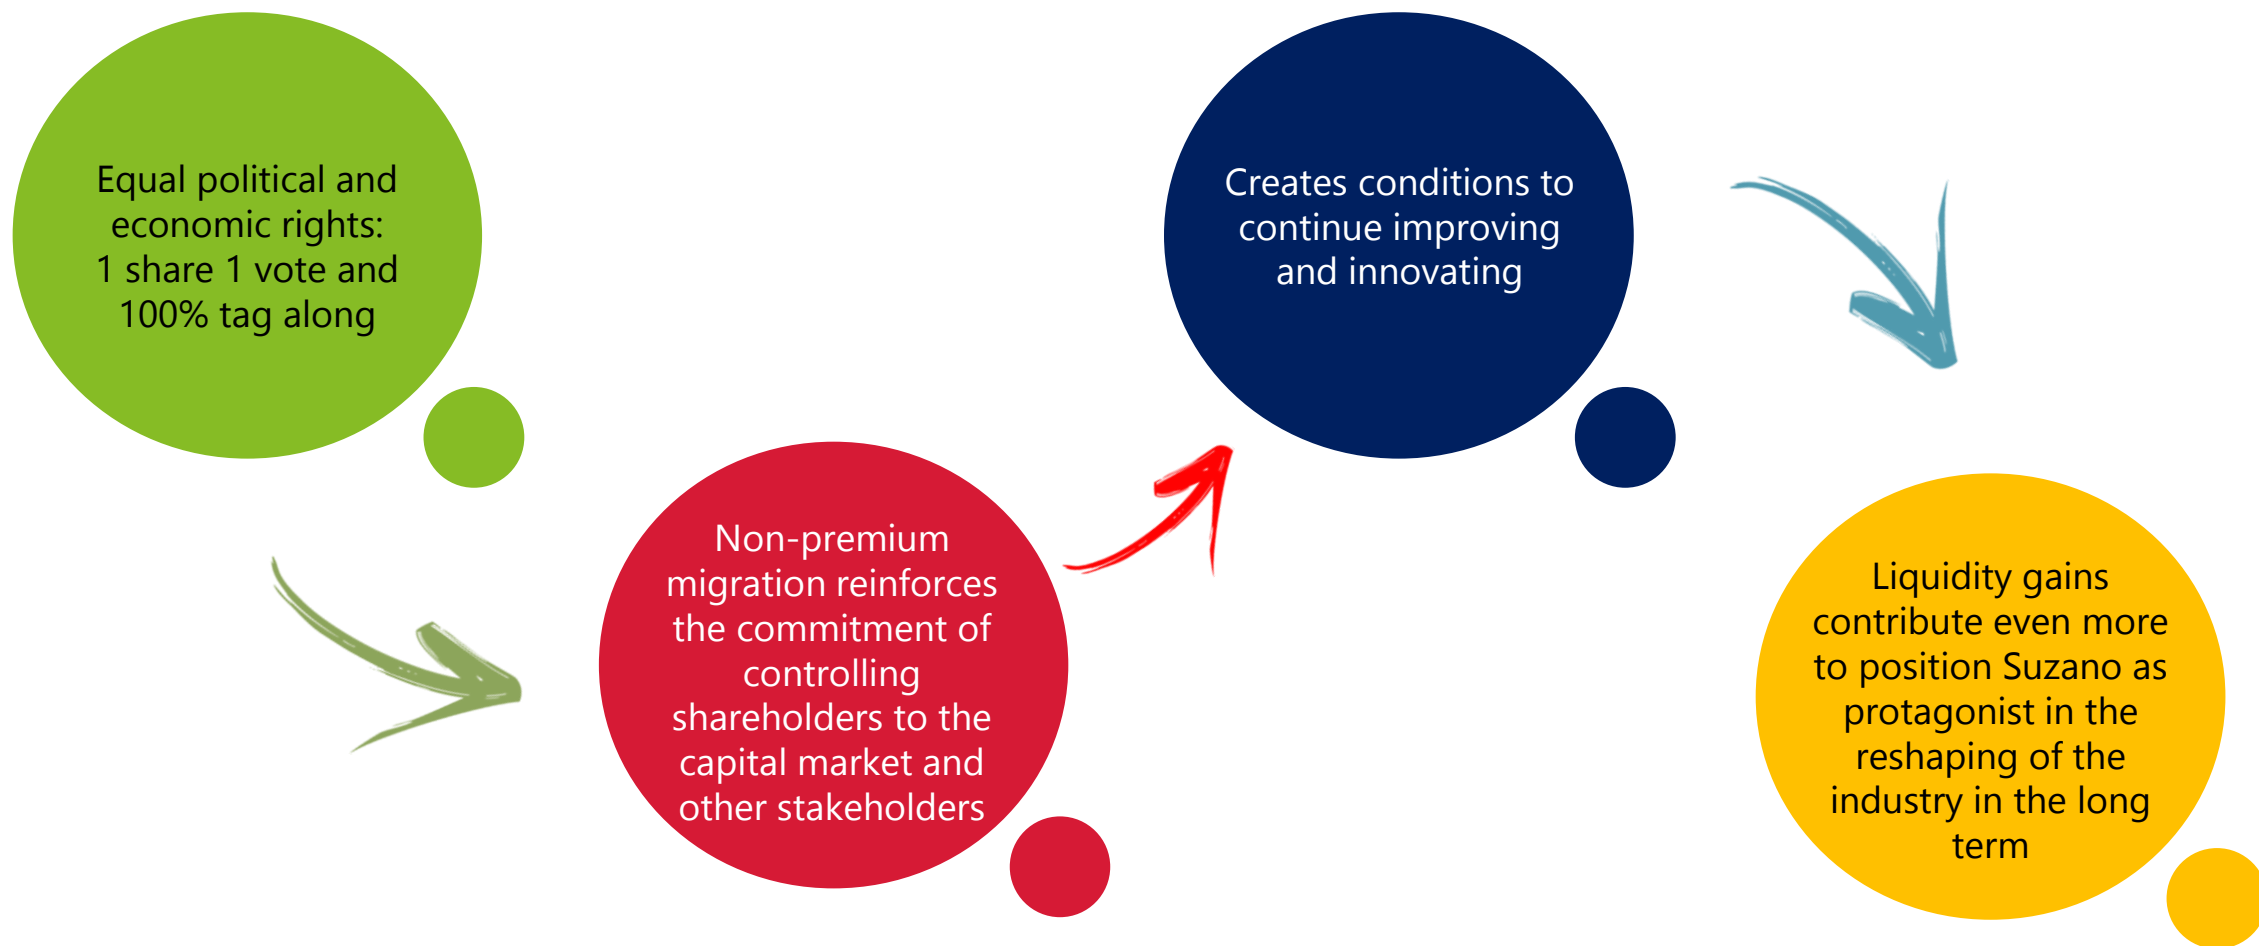 Equal political and
economic rights:
1 share 1 vote and
100% tag along
Non-premium
migration reinforces
the commitment of
controlling
shareholders to the
capital market and
other stakeholders
Creates conditions to
continue improving
and innovating
Liquidity gains
contribute even more
to position Suzano as
protagonist in the
reshaping of the
industry in the long
term